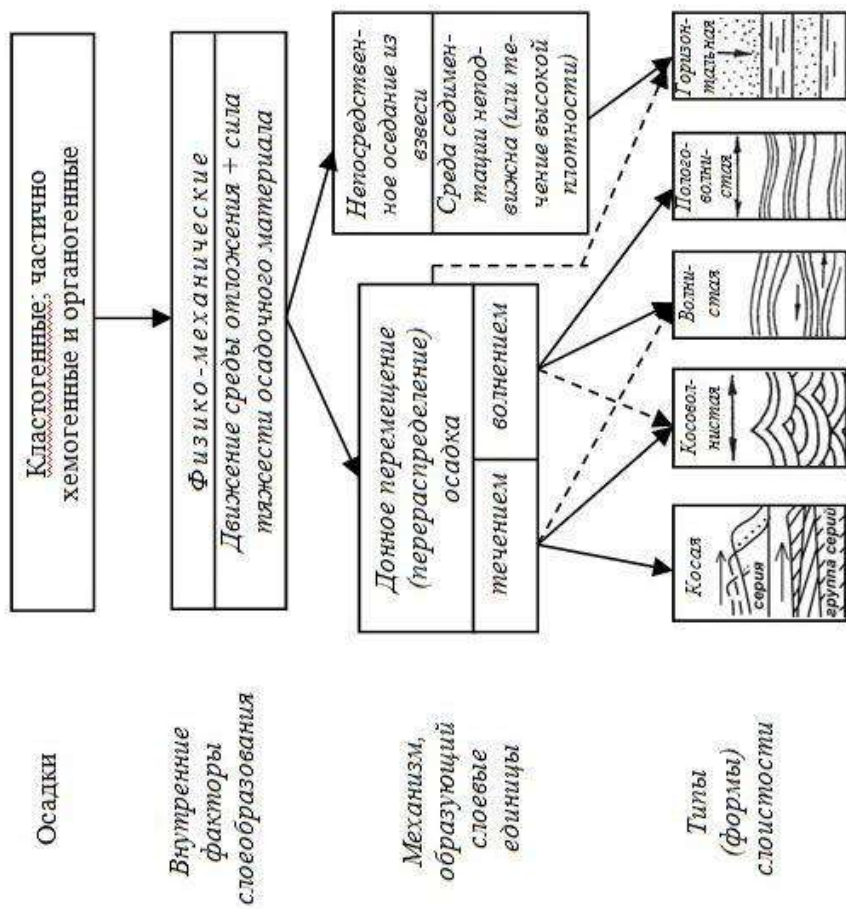 Осадки
Кластогенные; частично
хемогенные и органогенные
Внутренние
факторы
слоеобразования
Физико-механические
Движение среды отложения + сила
тяжести осадочного материала
Механизм,
образующий
слоевые
единицы
Донное перемещение
(перераспределение)
осадка
течением
волнением
Непосредствен-
ное оседание из
взвеси
Среда седимен-
тации непод-
вижна (или те-
чение высокой
плотности)
Типы
(формы)
слоистости
Косая
серия
группа серий
Косовол-
нистая
Волни-
стая
Полого-
волни-
стая
Горизон-
тальная